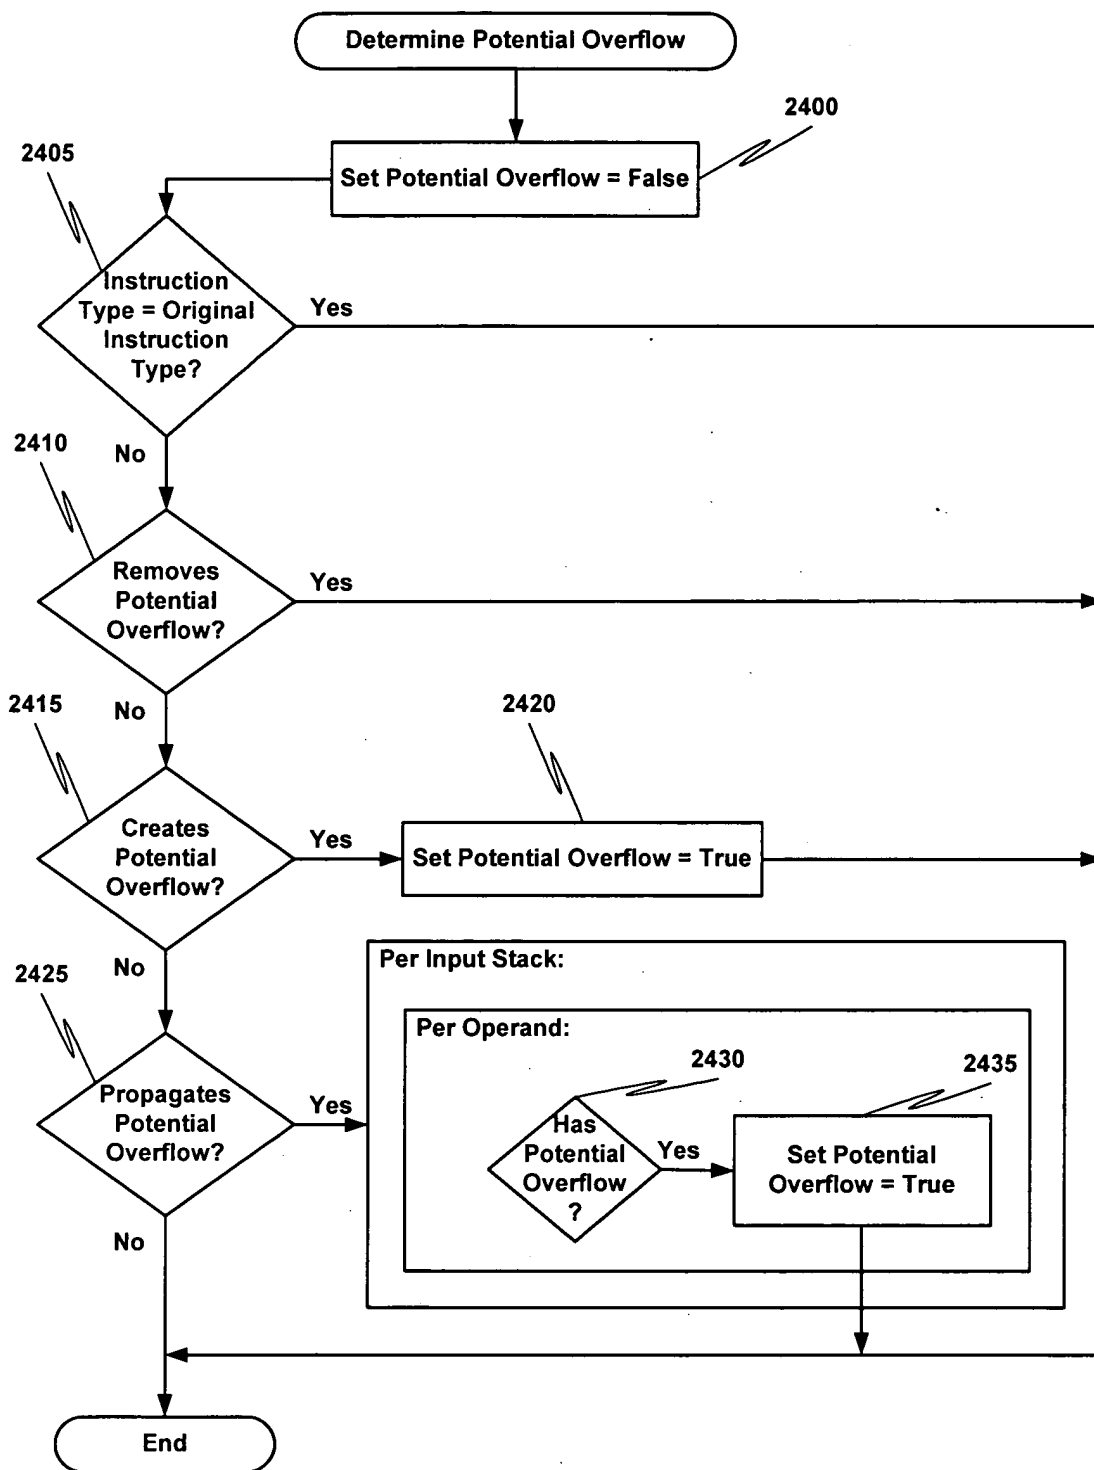 Determine Potential Overflow
2400
2405
Set Potential Overflow = False
Instruction
Type = Original
Instruction
Type?
Yes
No
2410
Removes
Potential
Overflow?
Yes
No
2415
2420
Creates
Potential
Overflow?
Yes
Set Potential Overflow = True
No
2425
Per Input Stack:
Per Operand:
2430
2435
Propagates
Potential
Overflow?
Yes
Has
Potential
Overflow
?
Yes
Set Potential
Overflow = True
No
End